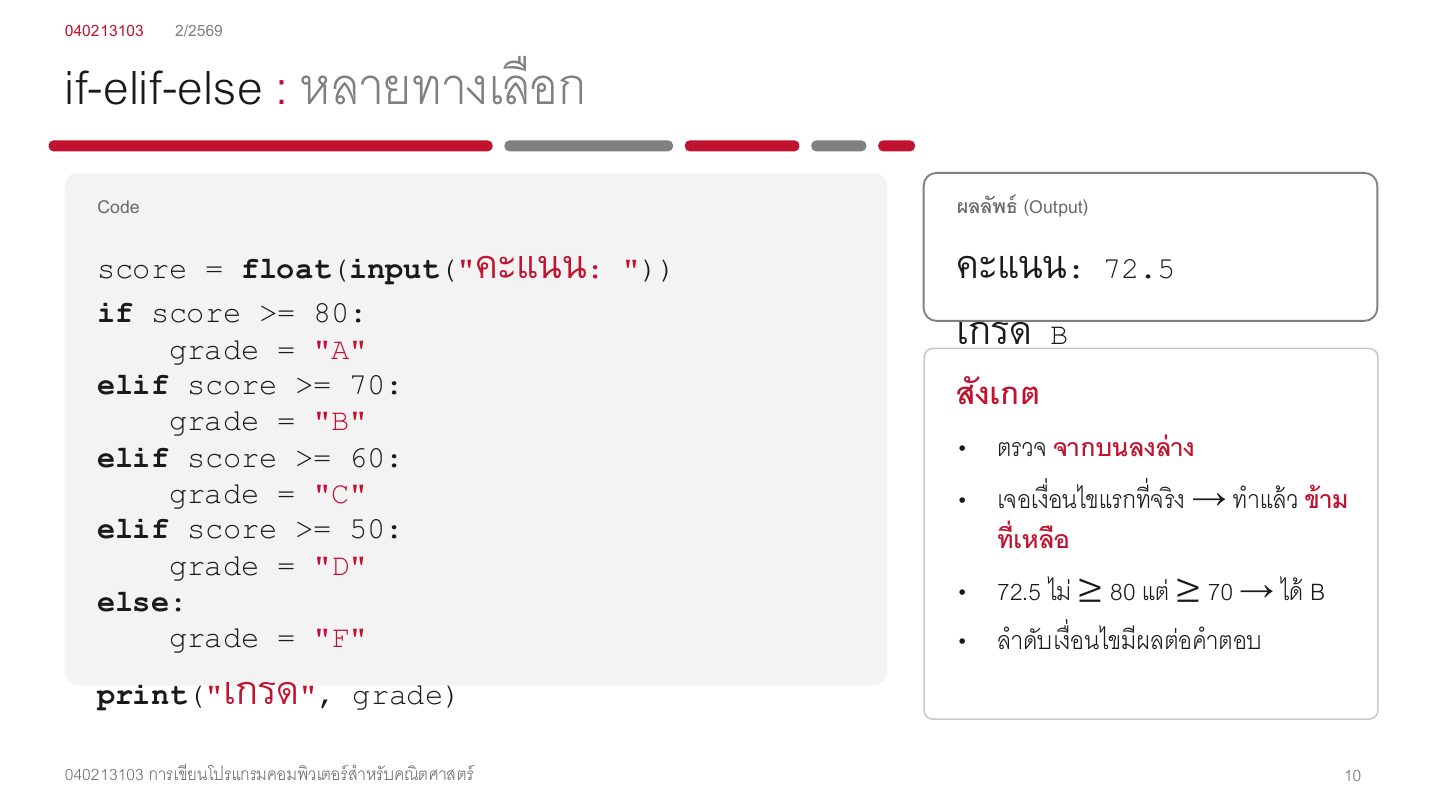 040213103 2/2569
if-elif-else : หลายทางเลือก
Code
score = float(input("คะแนน: "))
if score >= 80:
    grade = "A"
elif score >= 70:
    grade = "B"
elif score >= 60:
    grade = "C"
elif score >= 50:
    grade = "D"
else:
    grade = "F"
print("เกรด", grade)
ผลลัพธ์ (Output)
คะแนน: 72.5
เกรด B
สังเกต
• ตรวจ จากบนลงล่าง
• เจอเงื่อนไขแรกที่จริง → ทำแล้ว ข้าม
ที่เหลือ
• 72.5 ไม่ ≥ 80 แต่ ≥ 70 → ได้ B
• ลำดับเงื่อนไขมีผลต่อคำตอบ
040213103 การเขียนโปรแกรมคอมพิวเตอร์สำหรับคณิตศาสตร์
10